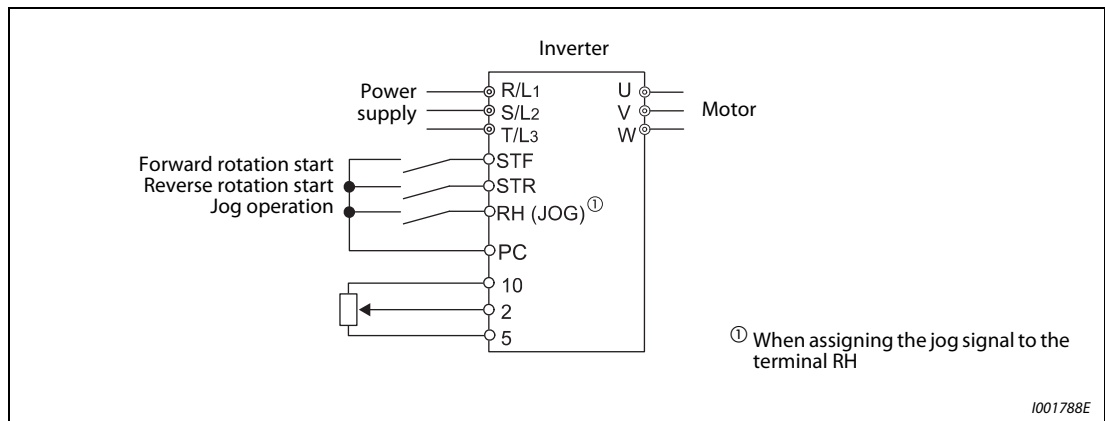 Inverter
Power
supply
R/L1
S/L2
T/L3
U
V
W
Motor
Forward rotation start
Reverse rotation start
Jog operation
STF
STR
RH (JOG)①
PC
10
2
5
① When assigning the jog signal to the
terminal RH
I001788E